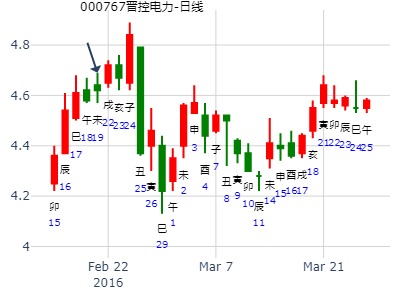 000767晋控电力-日线
4.8
4.6
4.4
4.2
4
卯
15
寅
16
巳
17
午
18
未
19
戌
22
亥
23
子
24
丑
25
寅
26
巳
29
午
1
未
2
申
3
酉
4
子
7
丑
8
寅
9
卯
10
辰
11
未
14
申
15
酉
16
戌
17
亥
18
寅
21
卯
22
辰
23
巳
24
午
25
Feb 22
2016
Mar 7
Mar 21